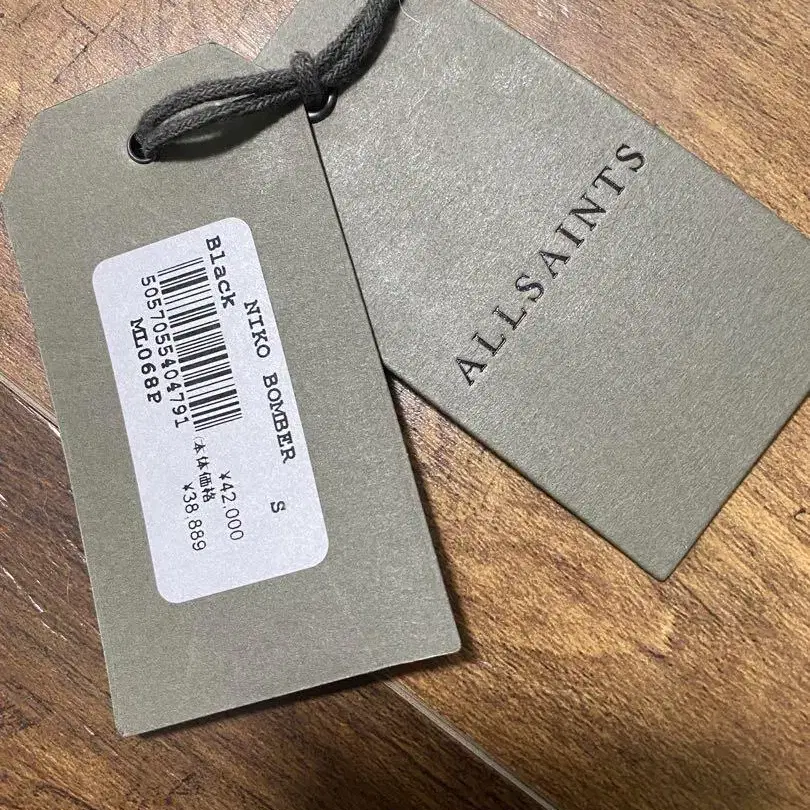 NIKO BOMBER S
Black
5057055404791
ML068P
¥42,000
(本体価格
¥38,889
ALLSAINTS